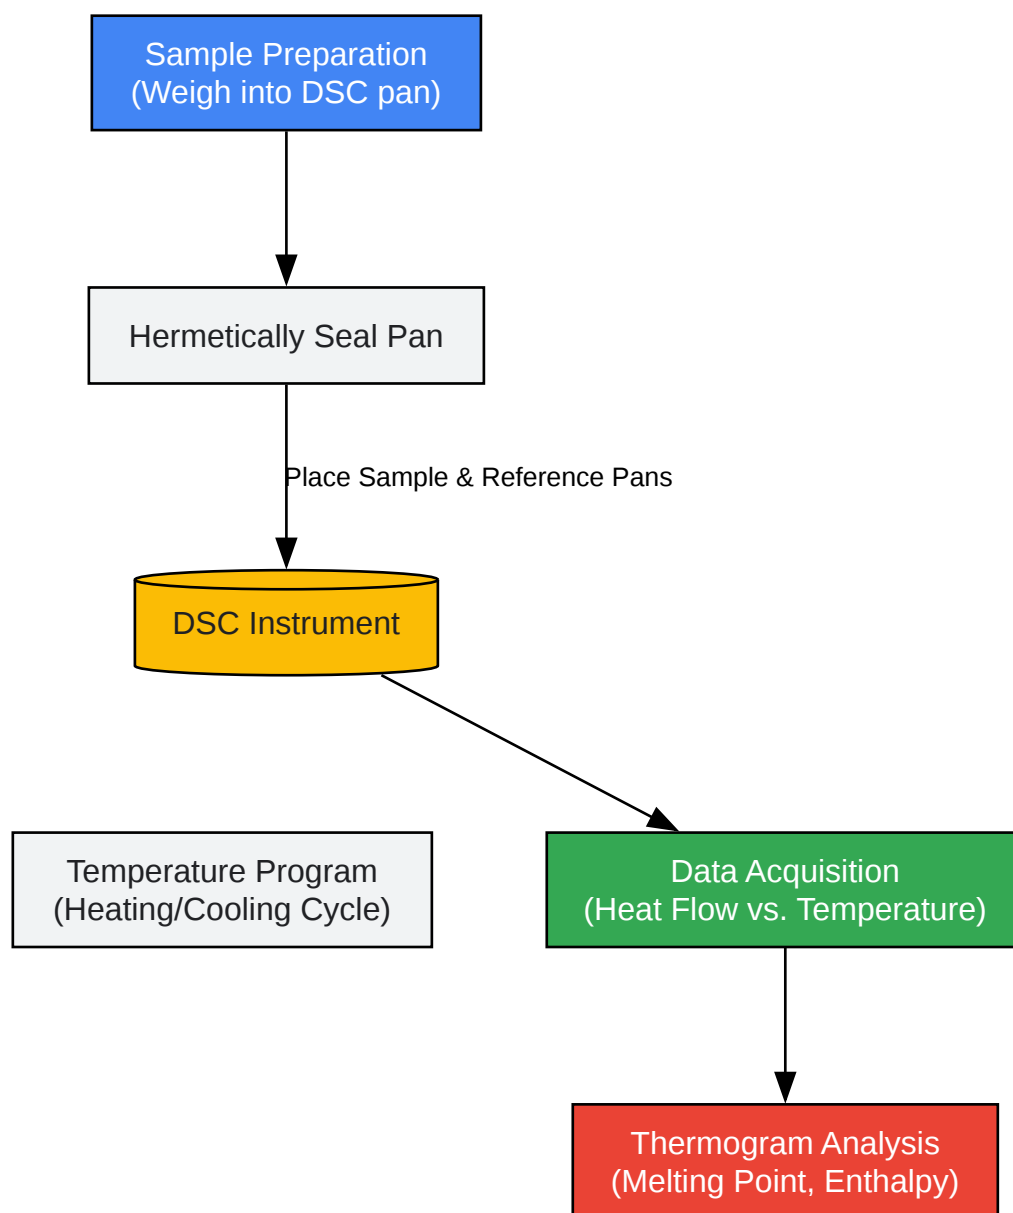 Sample Preparation
(Weigh into DSC pan)
Hermetically Seal Pan
Place Sample & Reference Pans
DSC Instrument
Temperature Program
(Heating/Cooling Cycle)
Data Acquisition
(Heat Flow vs. Temperature)
Thermogram Analysis
(Melting Point, Enthalpy)